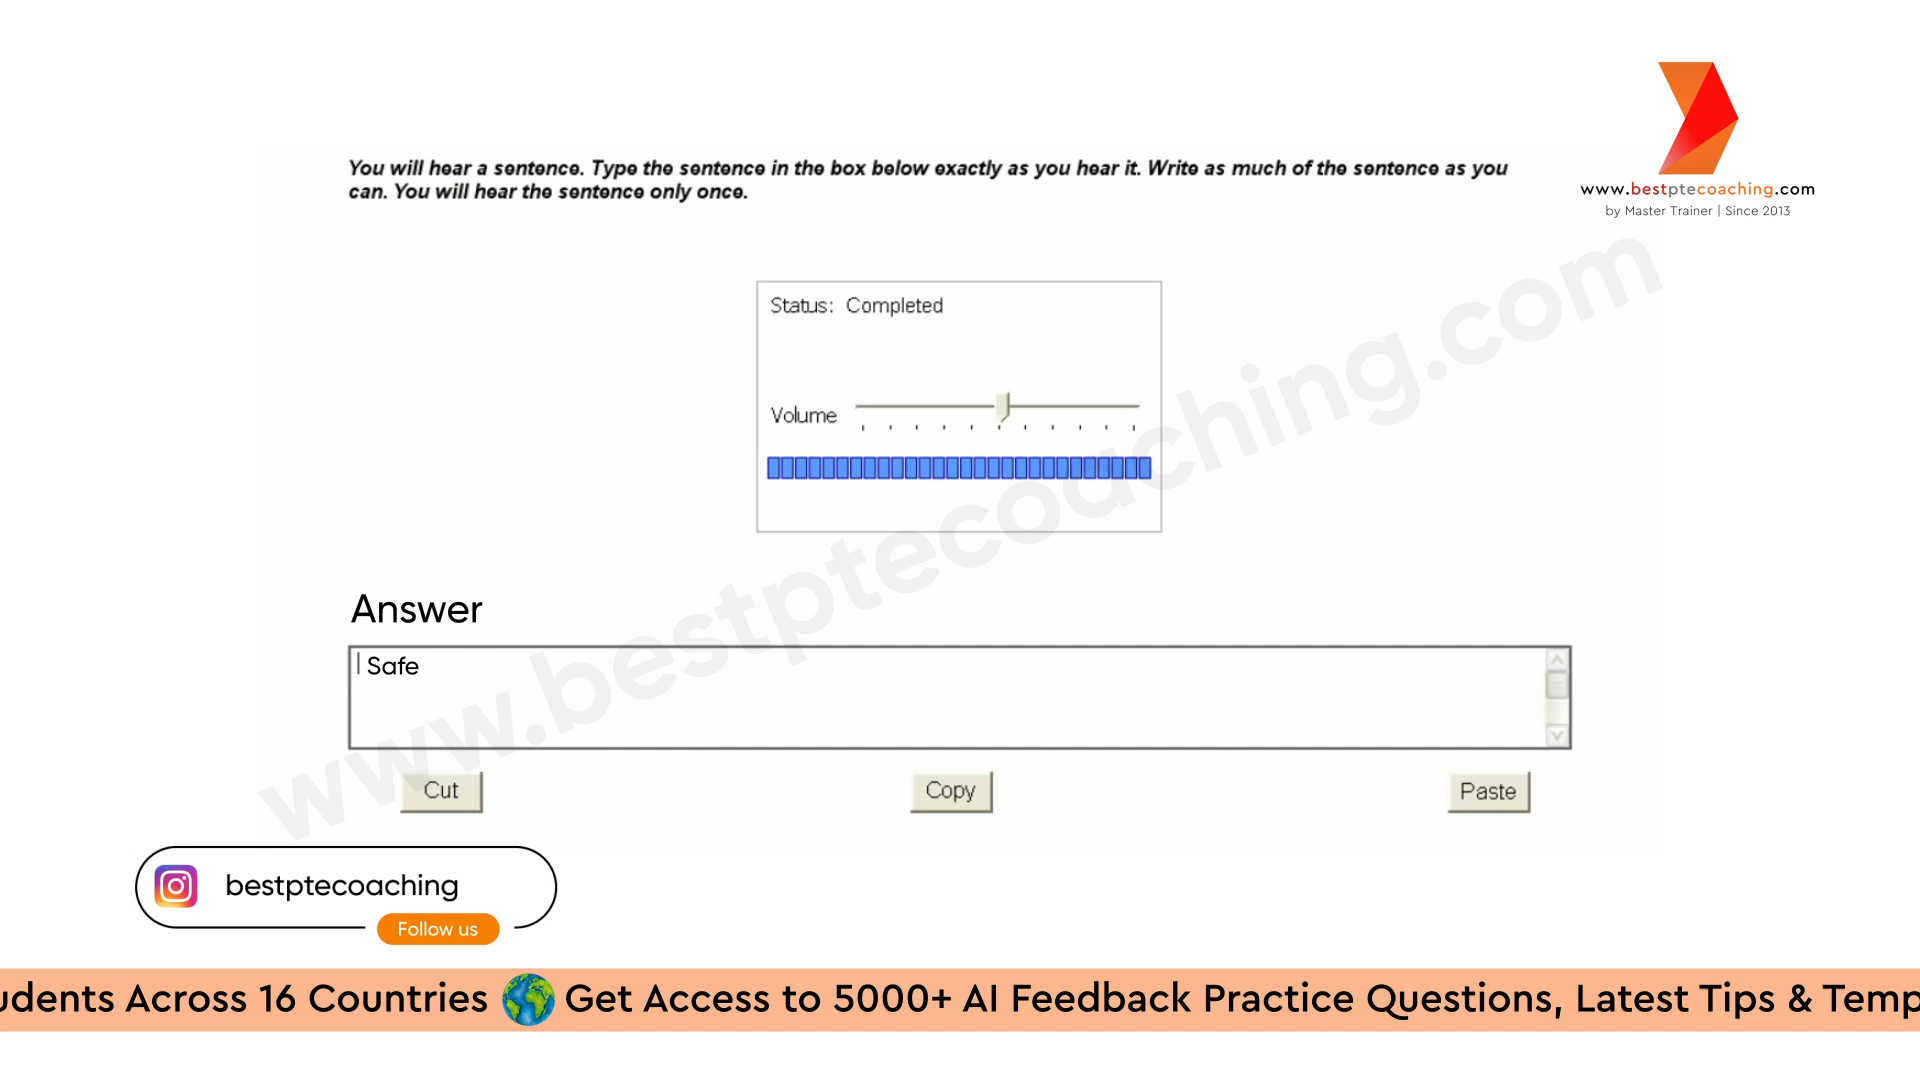 You will hear a sentence. Type the sentence in the box below exactly as you hear it. Write as much of the sentence as you
can. You will hear the sentence only once.
www.bestptecoaching.com
by Master Trainer | Since 2013
Status: Completed
Volume
www.bestptecoaching.com
Answer
Safe
Cut
Copy
Paste
bestptecoaching
Follow us
udents Across 16 Countries 🌍 Get Access to 5000+ AI Feedback Practice Questions, Latest Tips & Temp